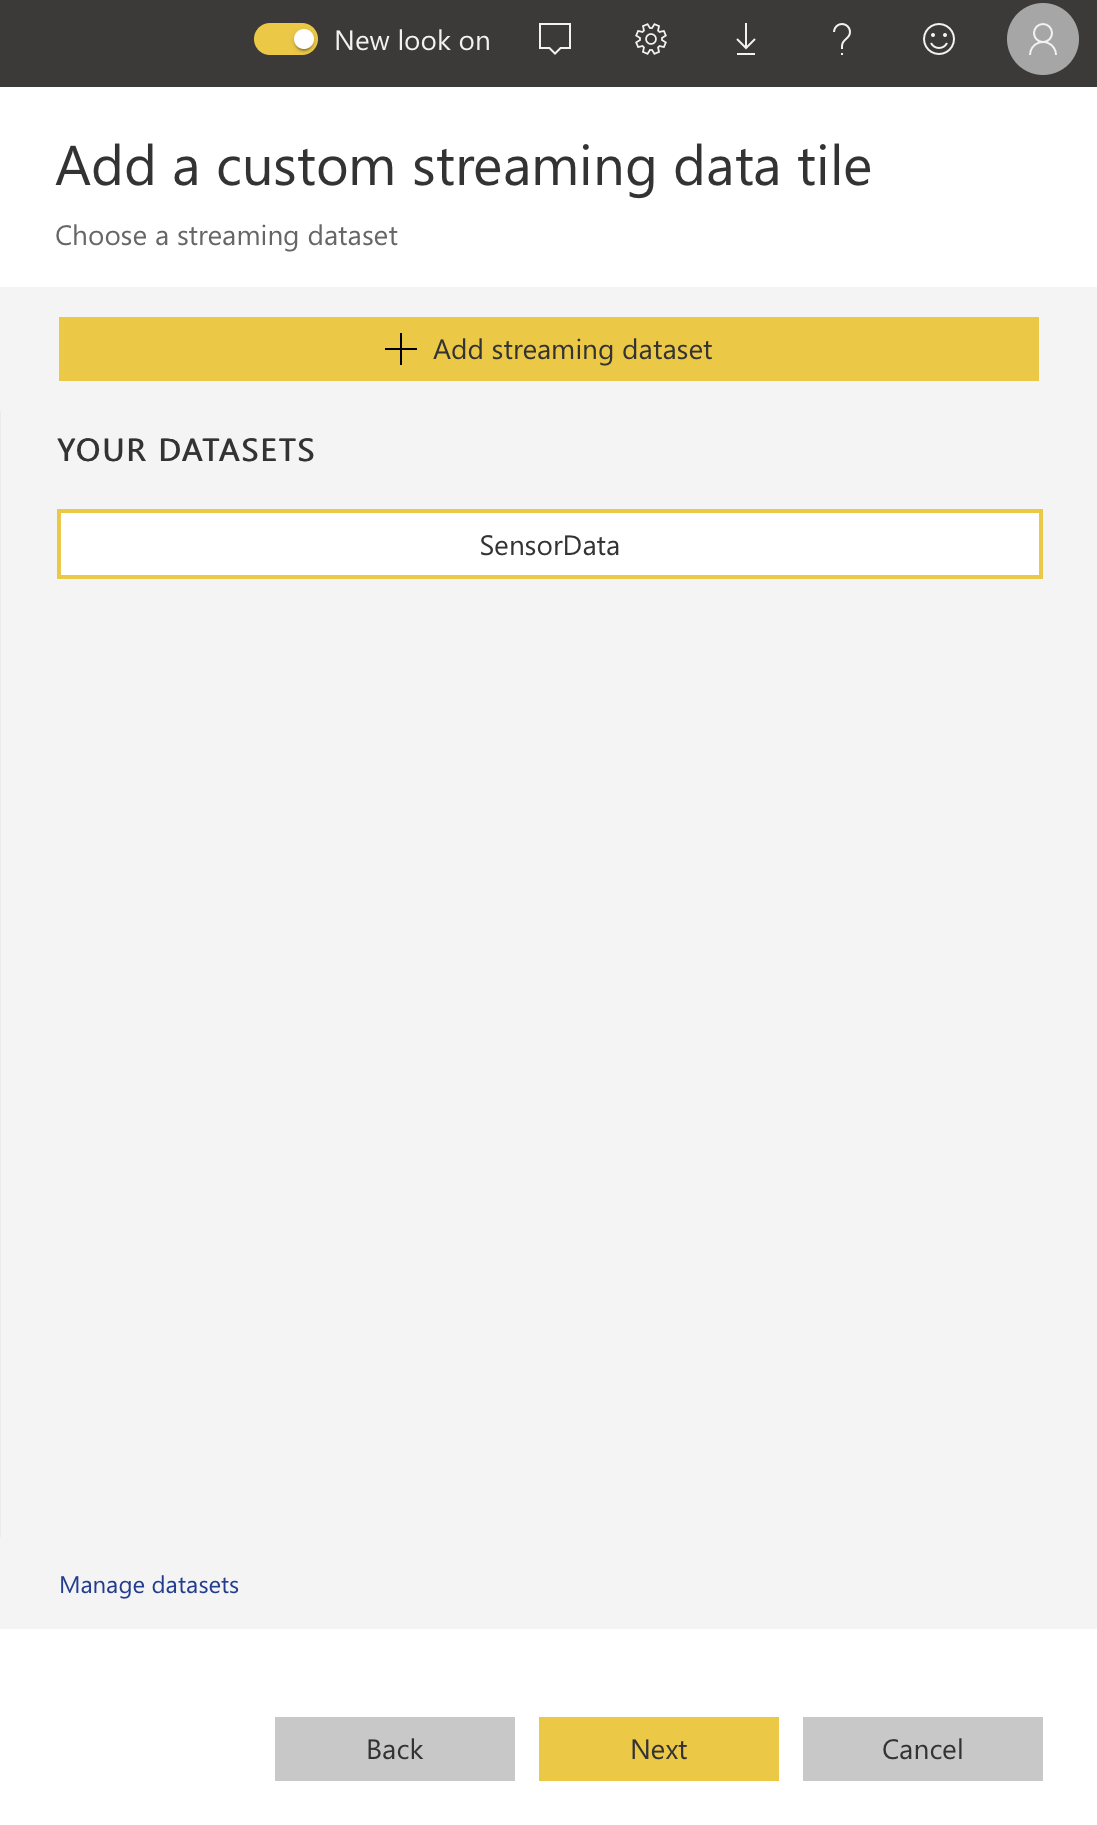 New look on
Add a custom streaming data tile
Choose a streaming dataset
Add streaming dataset
YOUR DATASETS
SensorData
Manage datasets
Back Next Cancel